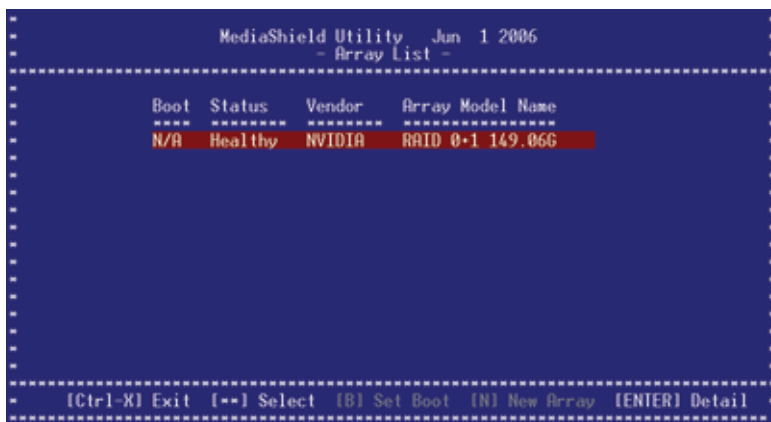 MediaShield Utility Jun 1 2006
- Array List -
Boot Status Vendor Array Model Name
N/A Healthy NVIDIA RAID 0+1 149.06G
[Ctrl-X] Exit [↑↓] Select [B] Set Boot [N] New Array [ENTER] Detail